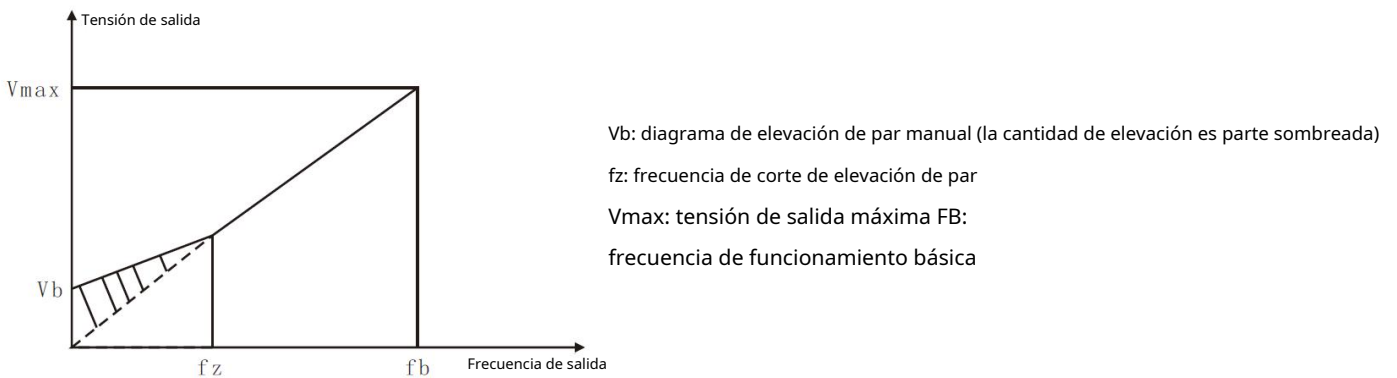 Tensión de salida
Vmax
Vb
fz
fb
Frecuencia de salida
Vb: diagrama de elevación de par manual (la cantidad de elevación es parte sombreada)
fz: frecuencia de corte de elevación de par
Vmax: tensión de salida máxima FB:
frecuencia de funcionamiento básica